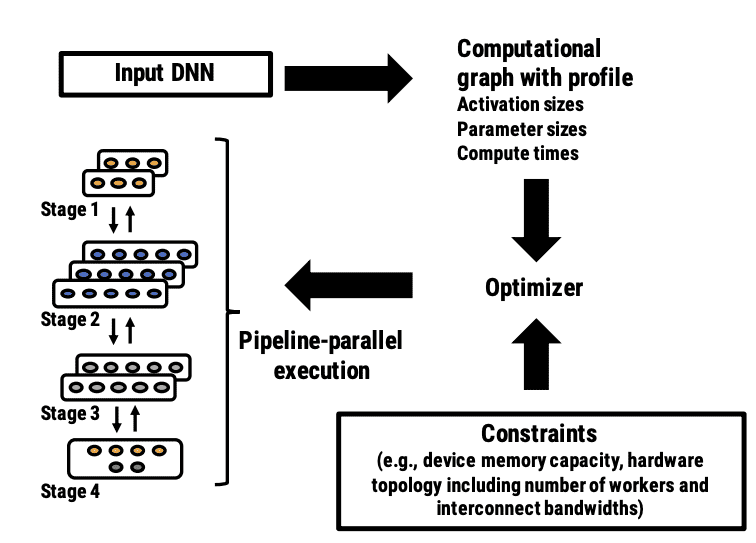 Input DNN
Computational
graph with profile
Activation sizes
Parameter sizes
Compute times
Stage 1
Stage 2
Stage 3
Stage 4
Pipeline-parallel
execution
Optimizer
Constraints
(e.g., device memory capacity, hardware
topology including number of workers and
interconnect bandwidths)